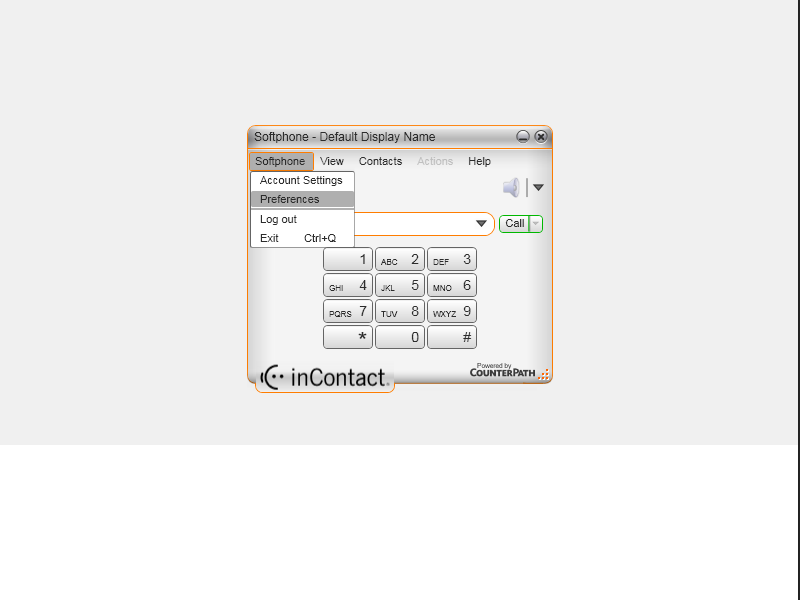 Softphone - Default Display Name
Softphone View Contacts Actions Help
Account Settings
Preferences
Log out
Exit Ctrl+Q
Call
1 ABC 2 DEF 3
GHI 4 JKL 5 MNO 6
PQRS 7 TUV 8 WXYZ 9
* 0 #
Powered by
COUNTERPATH
inContact